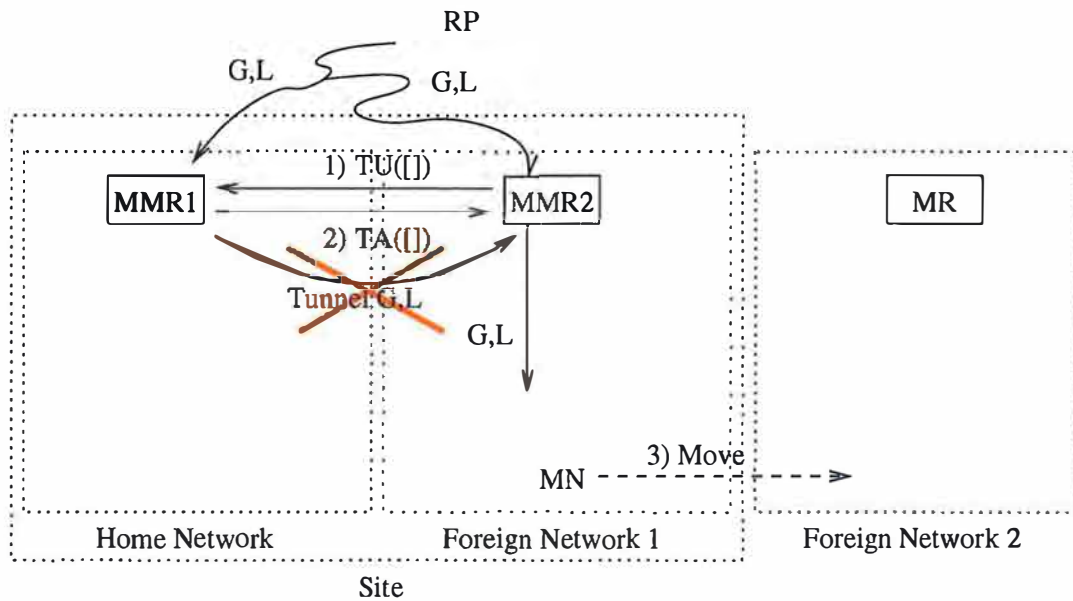 RP
G,L
G,L
1) TU([])
MMR1
MMR2
MR
2) TA([])
Tunnel G,L
G,L
3) Move
MN
Home Network
Foreign Network 1
Foreign Network 2
Site